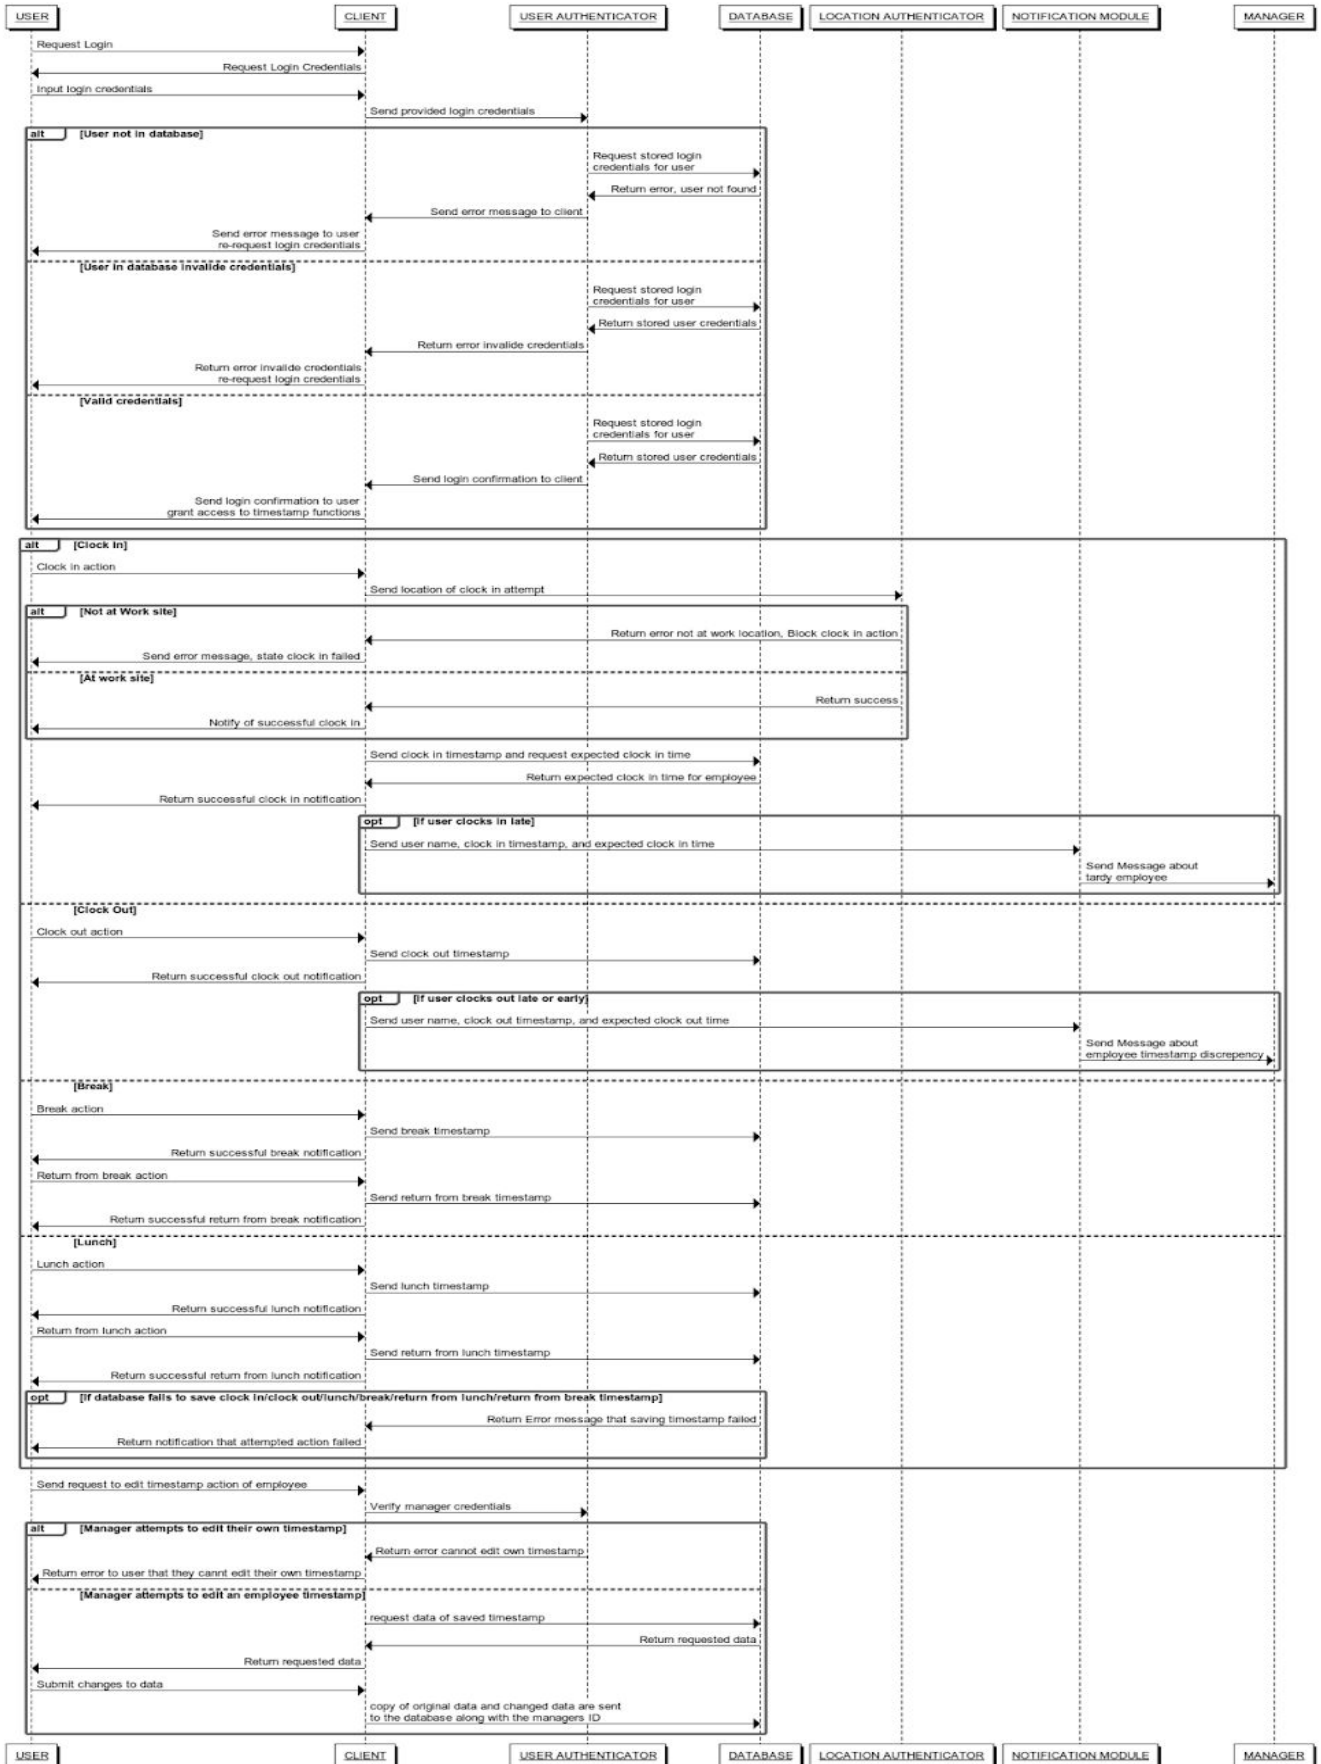 USER CLIENT USER AUTHENTICATOR DATABASE LOCATION AUTHENTICATOR NOTIFICATION MODULE MANAGER
Request Login
Request Login Credentials
Input login credentials
Send provided login credentials
alt [User not in database]
Request stored login
credentials for user
Return error, user not found
Send error message to client
Send error message to user
re-request login credentials
[User in database invalide credentials]
Request stored login
credentials for user
Return stored user credentials
Return error invalide credentials
Return error invalide credentials
re-request login credentials
[Valid credentials]
Request stored login
credentials for user
Return stored user credentials
Send login confirmation to client
Send login confirmation to user
grant access to timestamp functions
alt [Clock In]
Clock in action
Send location of clock in attempt
alt [Not at Work site]
Return error not at work location, Block clock in action
Send error message, state clock in failed
[At work site]
Return success
Notify of successful clock in
Send clock in timestamp and request expected clock in time
Return expected clock in time for employee
Return successful clock in notification
opt [If user clocks in late]
Send user name, clock in timestamp, and expected clock in time
Send Message about
tardy employee
[Clock Out]
Clock out action
Send clock out timestamp
Return successful clock out notification
opt [If user clocks out late or early]
Send user name, clock out timestamp, and expected clock out time
Send Message about
employee timestamp discrepency
[Break]
Break action
Send break timestamp
Return successful break notification
Return from break action
Send return from break timestamp
Return successful return from break notification
[Lunch]
Lunch action
Send lunch timestamp
Return successful lunch notification
Return from lunch action
Send return from lunch timestamp
Return successful return from lunch notification
opt [If database fails to save clock in/clock out/lunch/break/return from lunch/return from break timestamp]
Return Error message that saving timestamp failed
Return notification that attempted action failed
Send request to edit timestamp action of employee
Verify manager credentials
alt [Manager attempts to edit their own timestamp]
Return error cannot edit own timestamp
Return error to user that they cannt edit their own timestamp
[Manager attempts to edit an employee timestamp]
request data of saved timestamp
Return requested data
Return requested data
Submit changes to data
copy of original data and changed data are sent
to the database along with the managers ID
USER CLIENT USER AUTHENTICATOR DATABASE LOCATION AUTHENTICATOR NOTIFICATION MODULE MANAGER